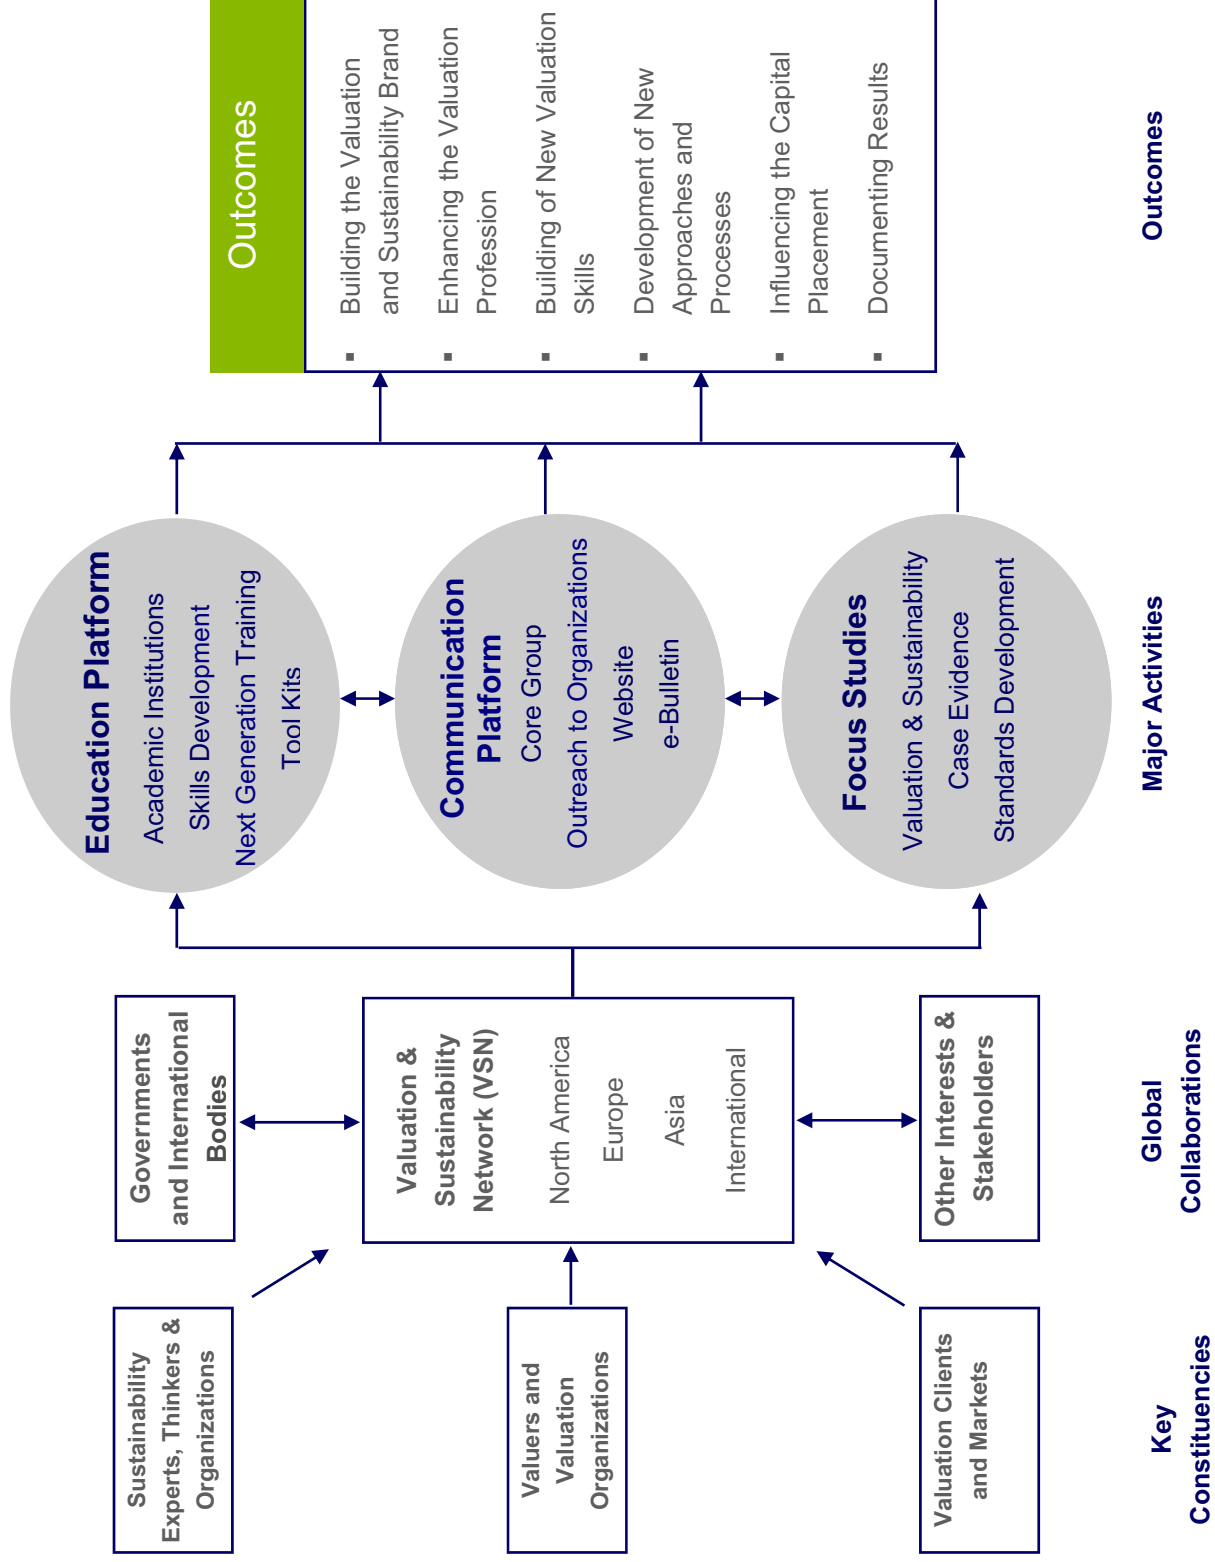 Sustainability
Experts, Thinkers &
Organizations
Valuers and
Valuation
Organizations
Valuation Clients
and Markets
Key
Constituencies
Governments
and International
Bodies
Valuation &
Sustainability
Network (VSN)
North America
Europe
Asia
International
Other Interests &
Stakeholders
Global
Collaborations
Education Platform
Academic Institutions
Skills Development
Next Generation Training
Tool Kits
Communication
Platform
Core Group
Outreach to Organizations
Website
e-Bulletin
Focus Studies
Valuation & Sustainability
Case Evidence
Standards Development
Major Activities
Outcomes
▪ Building the Valuation
and Sustainability Brand
▪ Enhancing the Valuation
Profession
▪ Building of New Valuation
Skills
▪ Development of New
Approaches and
Processes
▪ Influencing the Capital
Placement
▪ Documenting Results
Outcomes